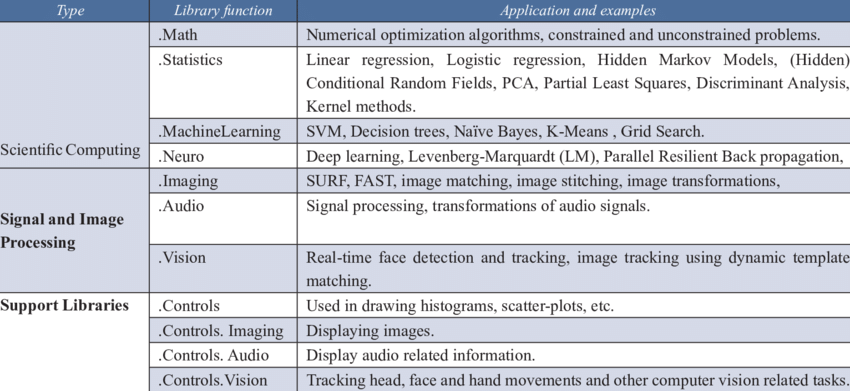 Type Library function Application and examples
.Math Numerical optimization algorithms, constrained and unconstrained problems.
.Statistics Linear regression, Logistic regression, Hidden Markov Models, (Hidden)
Conditional Random Fields, PCA, Partial Least Squares, Discriminant Analysis,
Kernel methods.
Scientific Computing
.MachineLearning SVM, Decision trees, Naïve Bayes, K-Means , Grid Search.
.Neuro Deep learning, Levenberg-Marquardt (LM), Parallel Resilient Back propagation,
Signal and Image
Processing
.Imaging SURF, FAST, image matching, image stitching, image transformations,
.Audio Signal processing, transformations of audio signals.
.Vision Real-time face detection and tracking, image tracking using dynamic template
matching.
Support Libraries .Controls Used in drawing histograms, scatter-plots, etc.
.Controls. Imaging Displaying images.
.Controls. Audio Display audio related information.
.Controls.Vision Tracking head, face and hand movements and other computer vision related tasks.